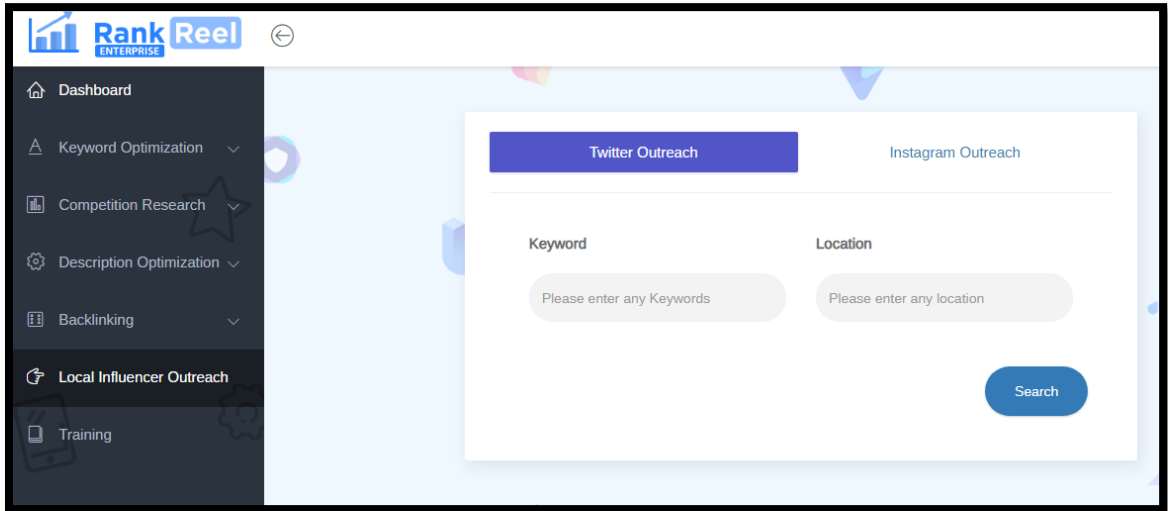 Rank Reel
ENTERPRISE
Dashboard
Keyword Optimization
Competition Research
Description Optimization
Backlinking
Local Influencer Outreach
Training
Twitter Outreach
Instagram Outreach
Keyword
Location
Please enter any Keywords
Please enter any location
Search